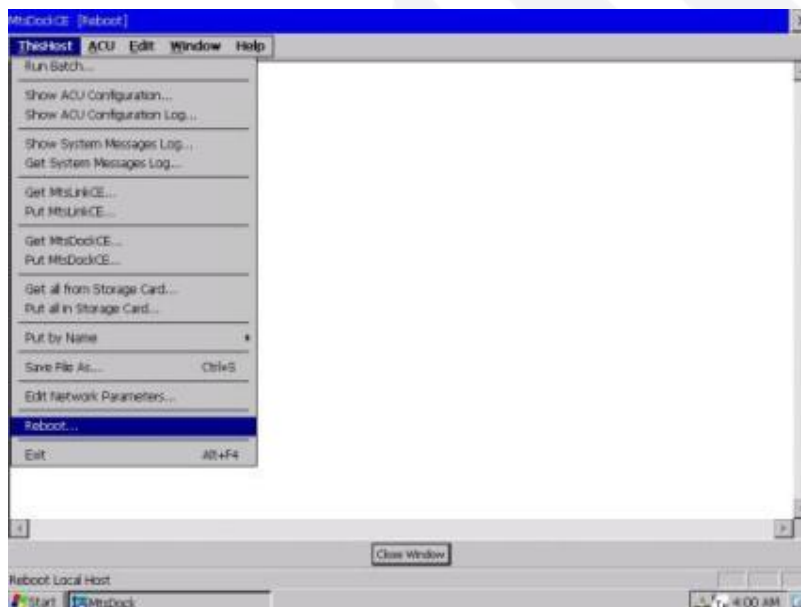 MtsDockCE [Reboot]
ThisHost ACU Edit Window Help
Run Batch...
Show ACU Configuration...
Show ACU Configuration Log...
Show System Messages Log...
Get System Messages Log...
Get MtsLinkCE...
Put MtsLinkCE...
Get MtsDockCE...
Put MtsDockCE...
Get all from Storage Card...
Put all in Storage Card...
Put by Name
Save File As... Ctrl+S
Edit Network Parameters...
Reboot...
Exit Alt+F4
Close Window
Reboot Local Host
Start MtsDock 4:00 AM